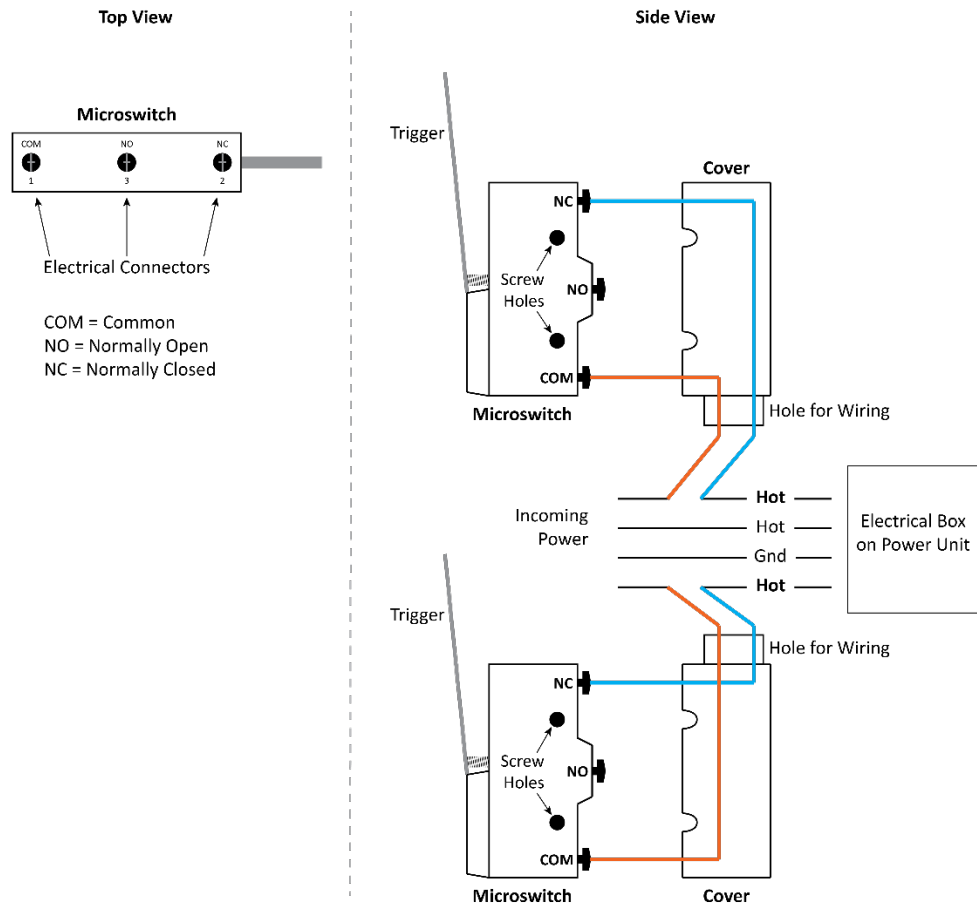 Top View
Microswitch
COM NO NC
1 3 2
Electrical Connectors
COM = Common
NO = Normally Open
NC = Normally Closed
Side View
Trigger
Cover
NC
Screw
Holes
NO
COM
Microswitch
Hole for Wiring
Incoming
Power
Hot
Hot
Gnd
Hot
Electrical Box
on Power Unit
Trigger
Hole for Wiring
NC
Screw
Holes
NO
COM
Microswitch
Cover